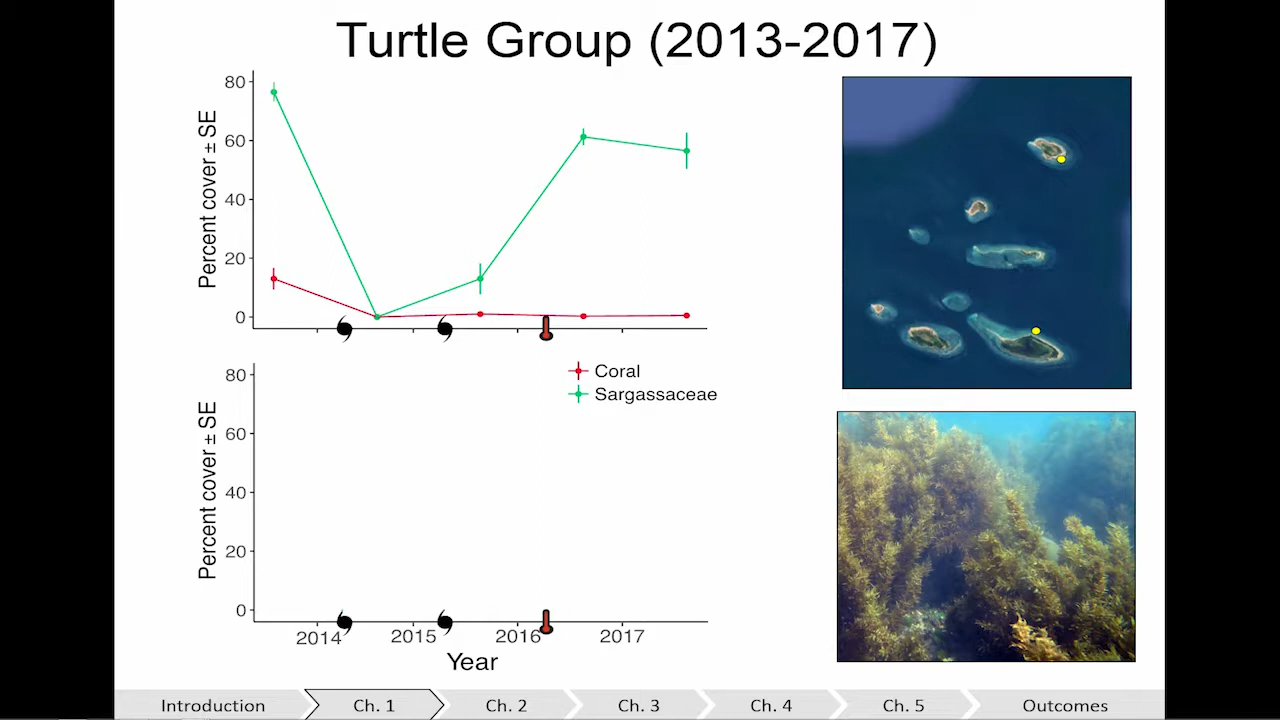 Turtle Group (2013-2017)
Percent cover ± SE
80
60
40
20
0
Coral
Sargassaceae
Percent cover ± SE
80
60
40
20
0
2014 2015 2016 2017
Year
Introduction Ch. 1 Ch. 2 Ch. 3 Ch. 4 Ch. 5 Outcomes